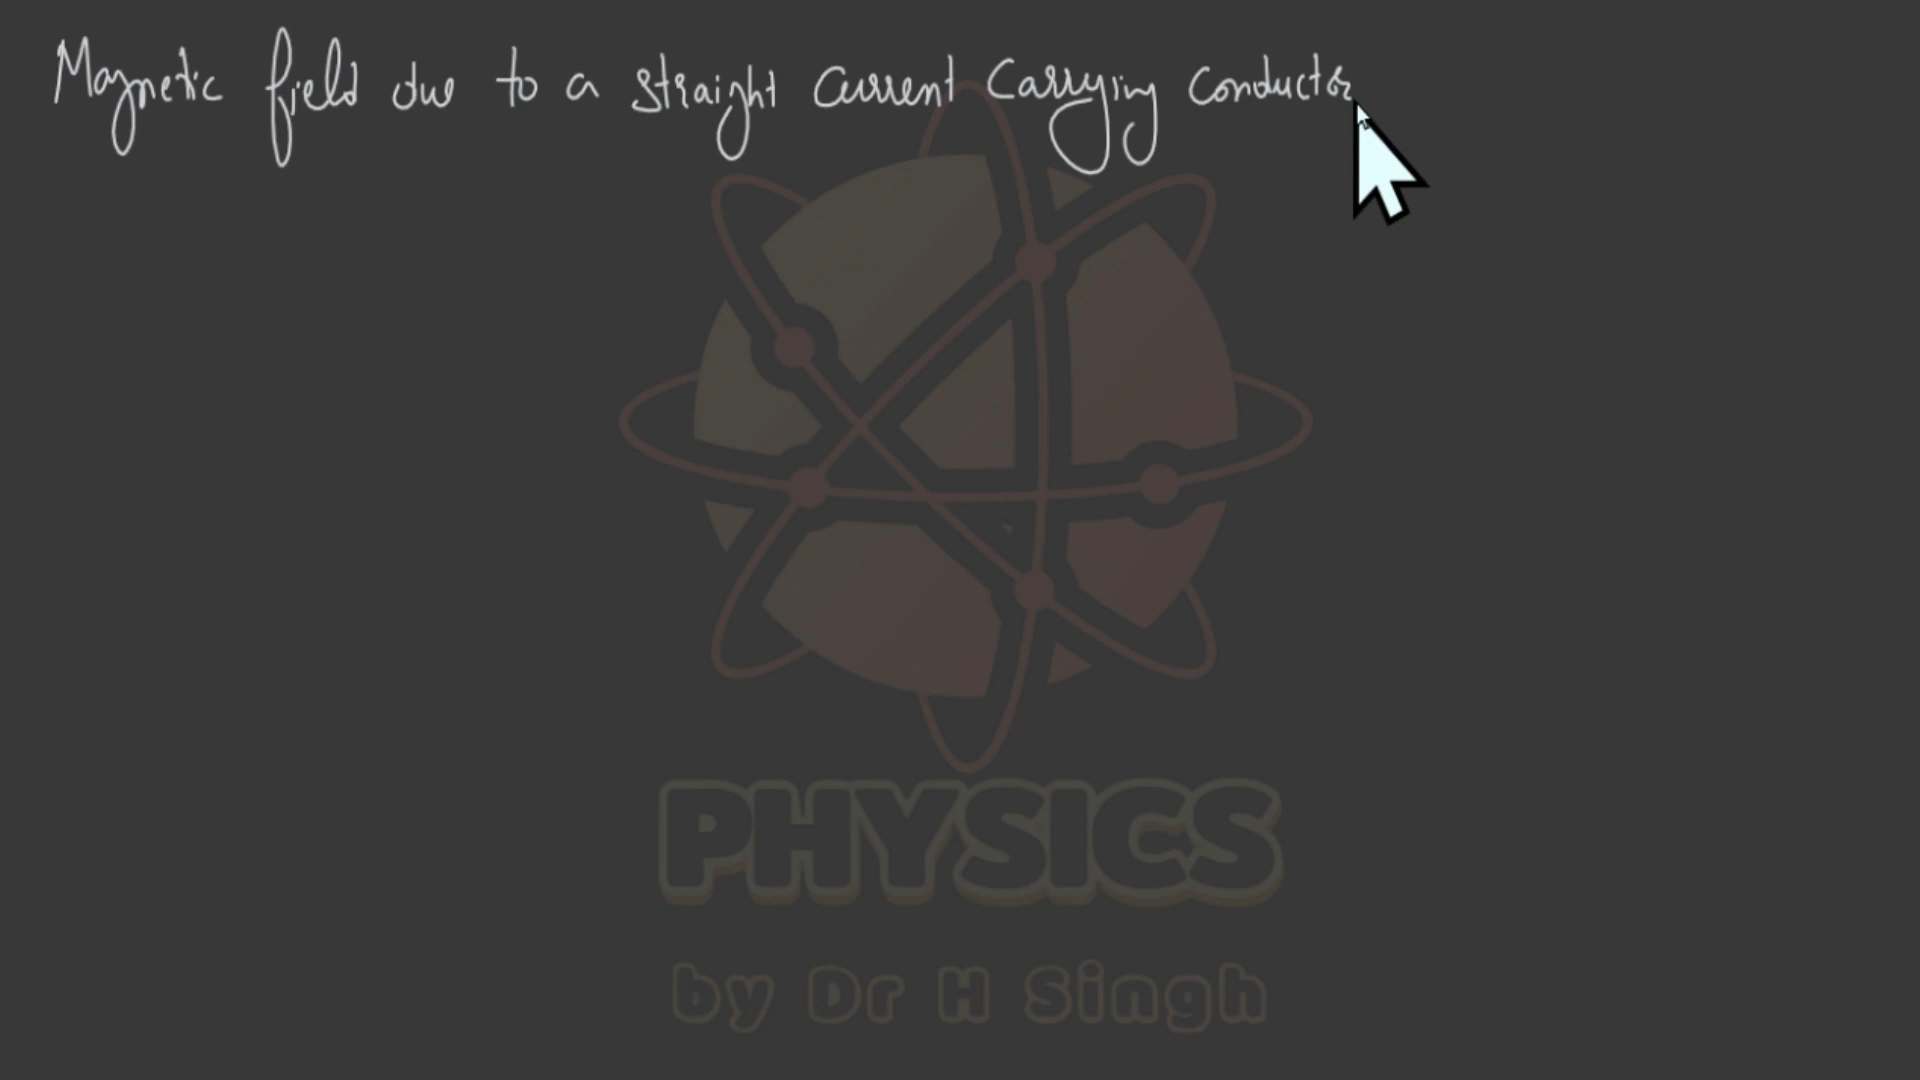 Magnetic field due to a straight Current Carrying conductor
PHYSICS
by Dr H Singh